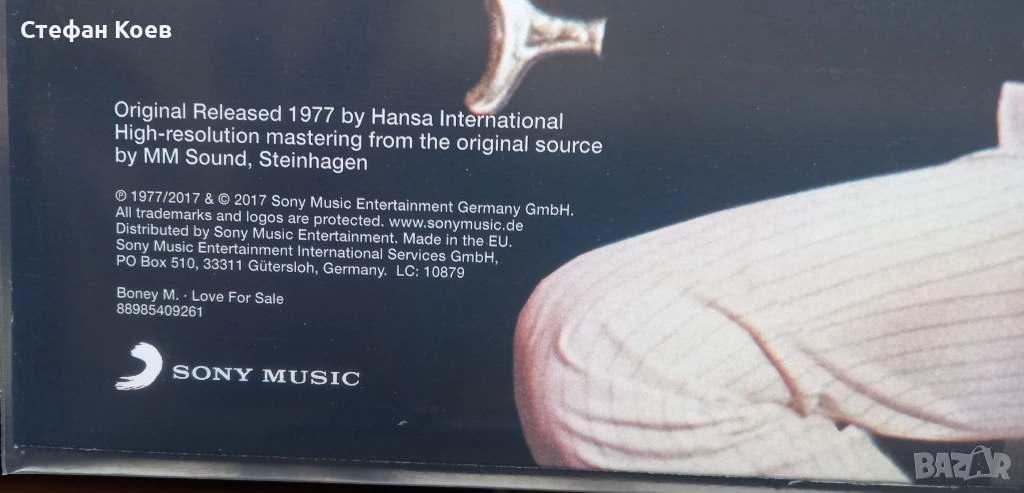 Стефан Коев
Original Released 1977 by Hansa International
High-resolution mastering from the original source
by MM Sound, Steinhagen
℗ 1977/2017 & © 2017 Sony Music Entertainment Germany GmbH.
All trademarks and logos are protected. www.sonymusic.de
Distributed by Sony Music Entertainment. Made in the EU.
Sony Music Entertainment International Services GmbH,
PO Box 510, 33311 Gütersloh, Germany. LC: 10879
Boney M. · Love For Sale
88985409261
SONY MUSIC
BAZAR